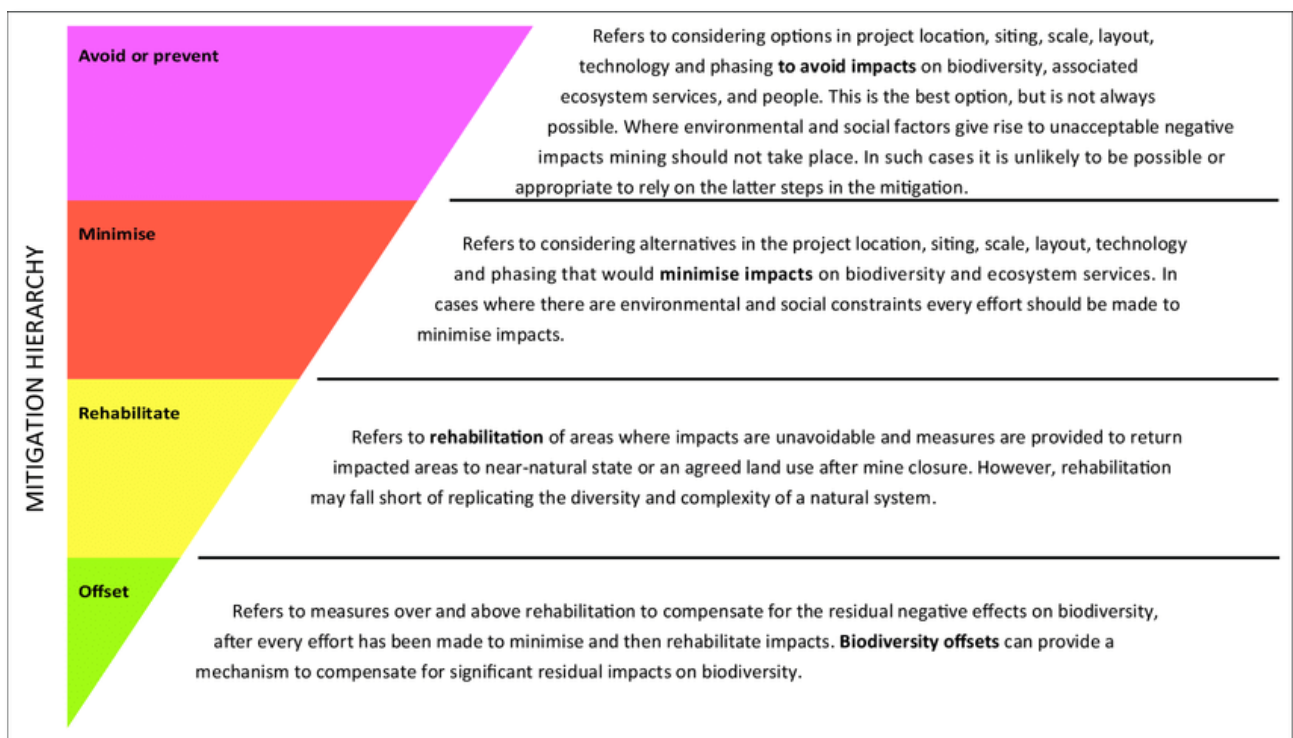 MITIGATION HIERARCHY
Avoid or prevent
Refers to considering options in project location, siting, scale, layout,
technology and phasing to avoid impacts on biodiversity, associated
ecosystem services, and people. This is the best option, but is not always
possible. Where environmental and social factors give rise to unacceptable negative
impacts mining should not take place. In such cases it is unlikely to be possible or
appropriate to rely on the latter steps in the mitigation.
Minimise
Refers to considering alternatives in the project location, siting, scale, layout, technology
and phasing that would minimise impacts on biodiversity and ecosystem services. In
cases where there are environmental and social constraints every effort should be made to
minimise impacts.
Rehabilitate
Refers to rehabilitation of areas where impacts are unavoidable and measures are provided to return
impacted areas to near-natural state or an agreed land use after mine closure. However, rehabilitation
may fall short of replicating the diversity and complexity of a natural system.
Offset
Refers to measures over and above rehabilitation to compensate for the residual negative effects on biodiversity,
after every effort has been made to minimise and then rehabilitate impacts. Biodiversity offsets can provide a
mechanism to compensate for significant residual impacts on biodiversity.